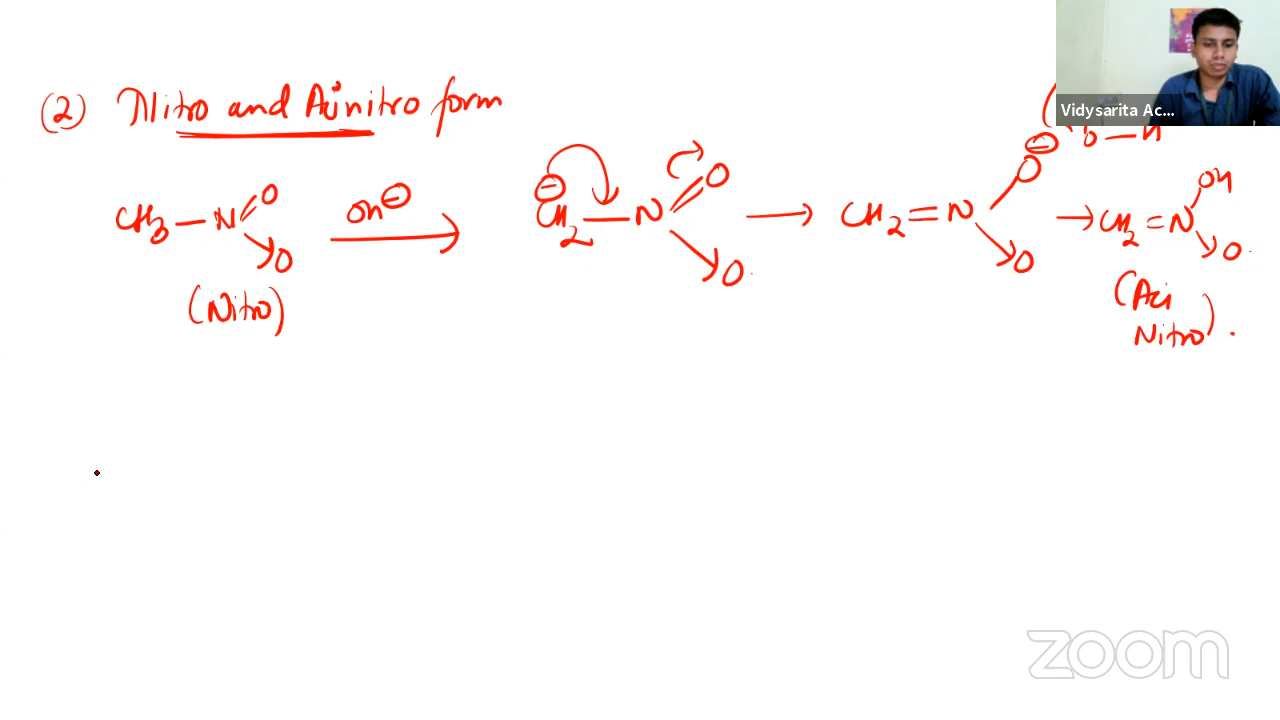 (2) Nitro and Acinitro form
Vidysarita Ac...
O—H
CH3—N=O→O OH⊖ → ⊖CH2—N=O→O → CH2=N—O⊖→O → CH2=N—OH→O
(Nitro)
(Aci
Nitro).
zoom